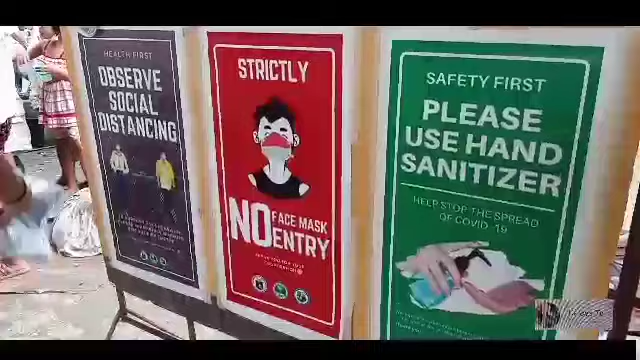 HEALTH FIRST
OBSERVE
SOCIAL
DISTANCING
STRICTLY
NO FACE MASK
ENTRY
SAFETY FIRST
PLEASE
USE HAND
SANITIZER
HELP STOP THE SPREAD
OF COVID-19